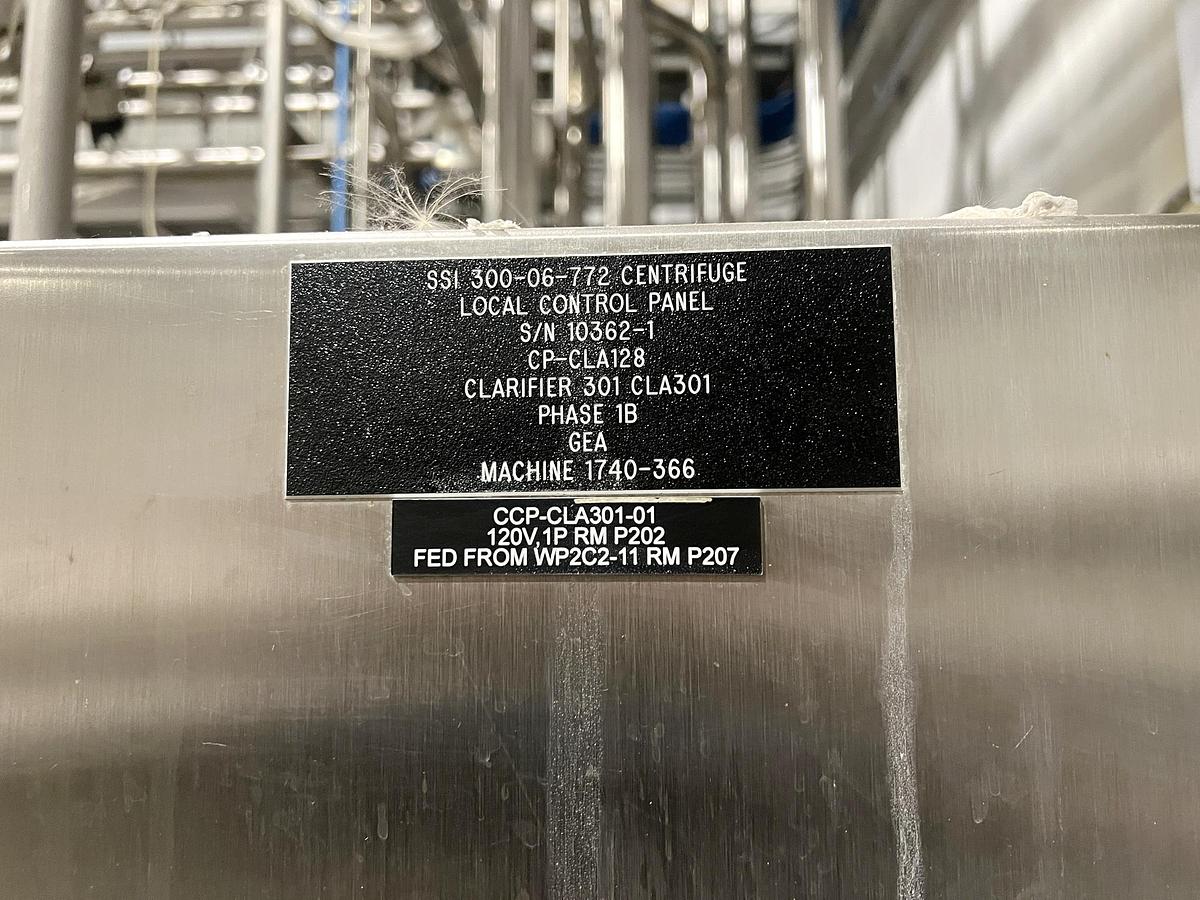 SSI 300-06-772 CENTRIFUGE
LOCAL CONTROL PANEL
S/N 10362-1
CP-CLA128
CLARIFIER 301 CLA301
PHASE 1B
GEA
MACHINE 1740-366
CCP-CLA301-01
120V,1P RM P202
FED FROM WP2C2-11 RM P207